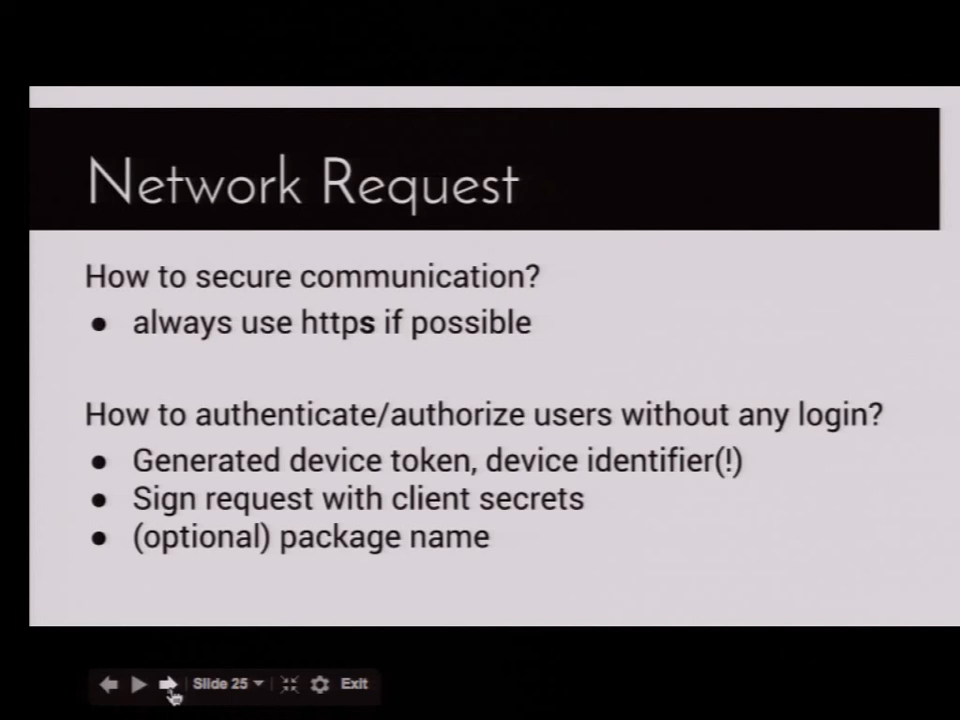 Network Request
How to secure communication?
● always use https if possible
How to authenticate/authorize users without any login?
● Generated device token, device identifier(!)
● Sign request with client secrets
● (optional) package name
Slide 25
Exit